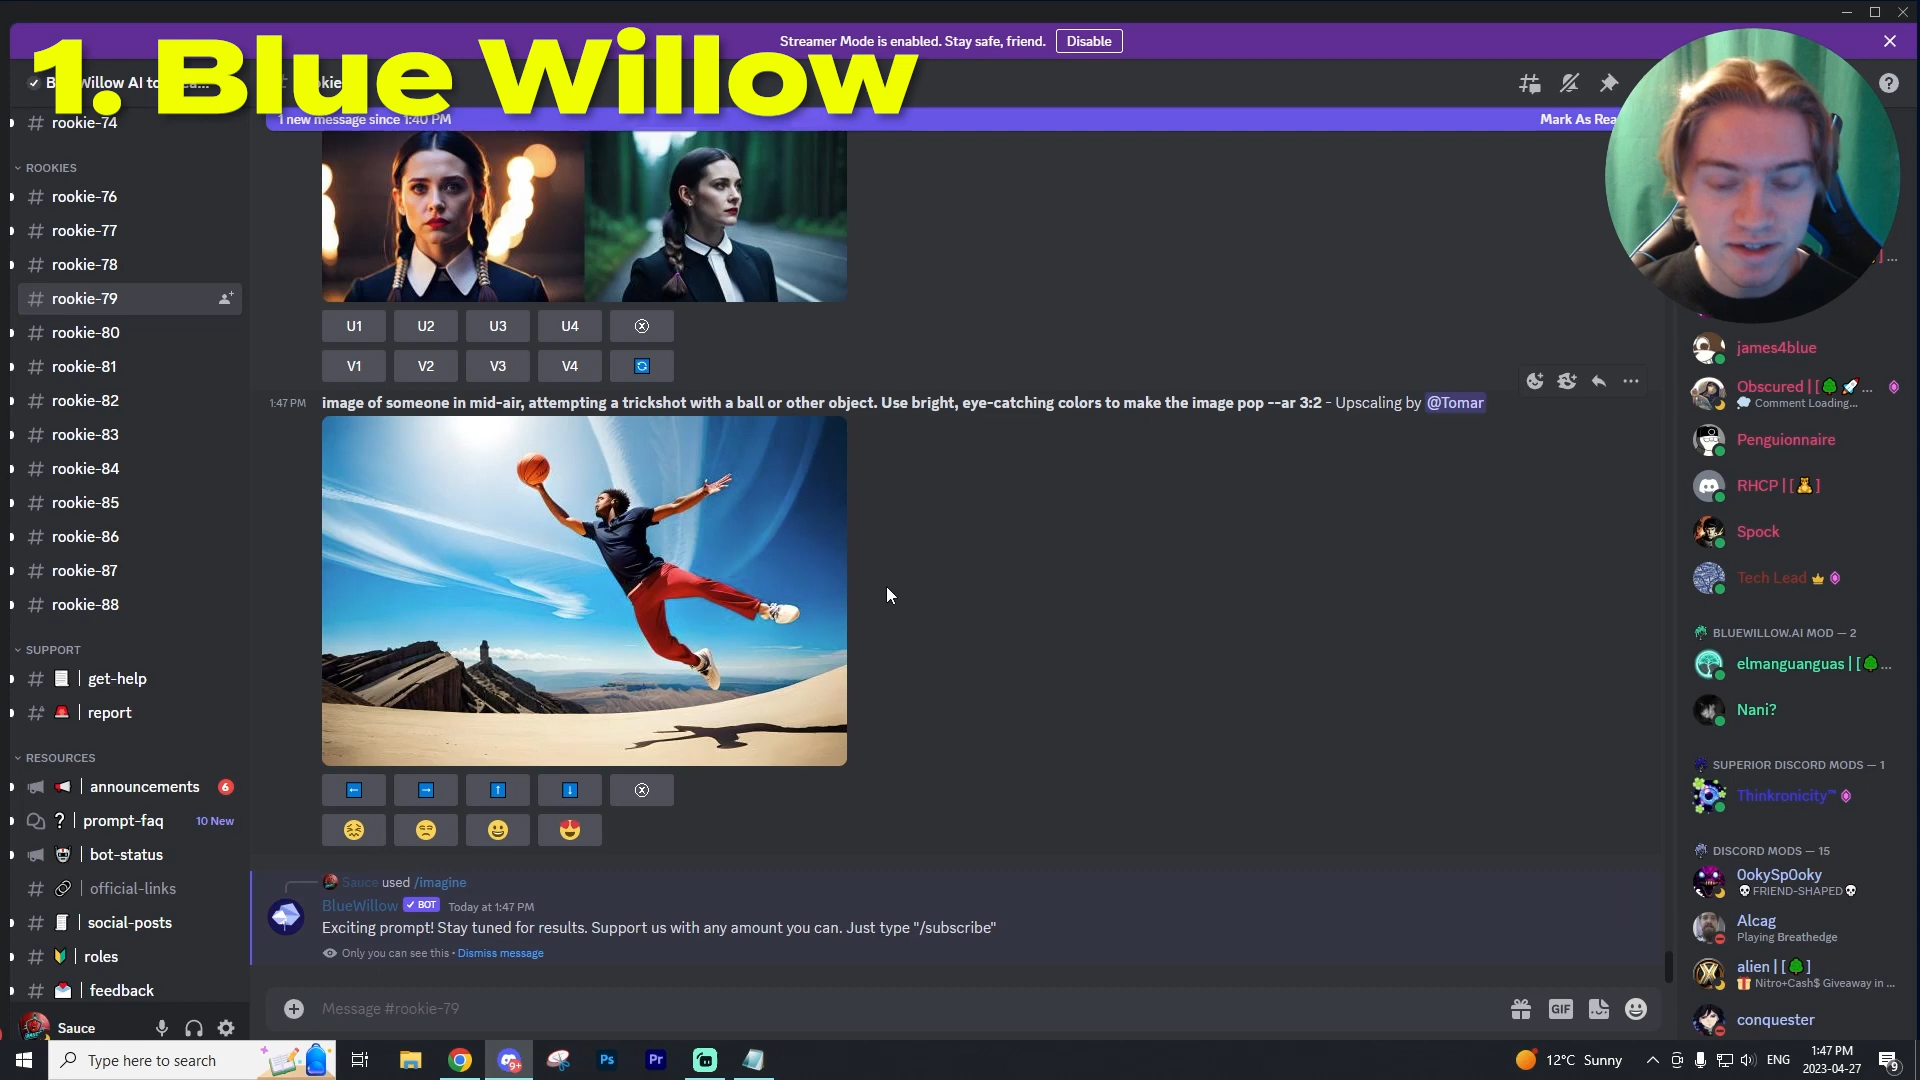 1. Blue Willow
Streamer Mode is enabled. Stay safe, friend.
Disable
Willow AI to
1 new message since 1:40 PM
Mark As Rea
rookie-74
ROOKIES
rookie-76
rookie-77
rookie-78
rookie-79
rookie-80
rookie-81
rookie-82
rookie-83
rookie-84
rookie-85
rookie-86
rookie-87
rookie-88
SUPPORT
get-help
report
RESOURCES
announcements 6
prompt-faq 10 New
bot-status
official-links
social-posts
roles
feedback
Sauce
U1 U2 U3 U4
V1 V2 V3 V4
1:47 PM image of someone in mid-air, attempting a trickshot with a ball or other object. Use bright, eye-catching colors to make the image pop --ar 3:2 - Upscaling by @Tomar
Sauce used /imagine
BlueWillow ✓ BOT Today at 1:47 PM
Exciting prompt! Stay tuned for results. Support us with any amount you can. Just type "/subscribe"
Only you can see this • Dismiss message
Message #rookie-79
GIF
james4blue
Obscured | [ ...
Comment Loading...
Penguionnaire
RHCP | [ ]
Spock
Tech Lead
BLUEWILLOW.AI MOD — 2
elmanguanguas | [ ...
Nani?
SUPERIOR DISCORD MODS — 1
Thinkronicity™
DISCORD MODS — 15
0okySp0oky
FRIEND-SHAPED
Alcag
Playing Breathedge
alien | [ ]
Nitro+Cash$ Giveaway in ...
conquester
Type here to search
Ps
Pr
12°C Sunny
ENG
1:47 PM
2023-04-27
9